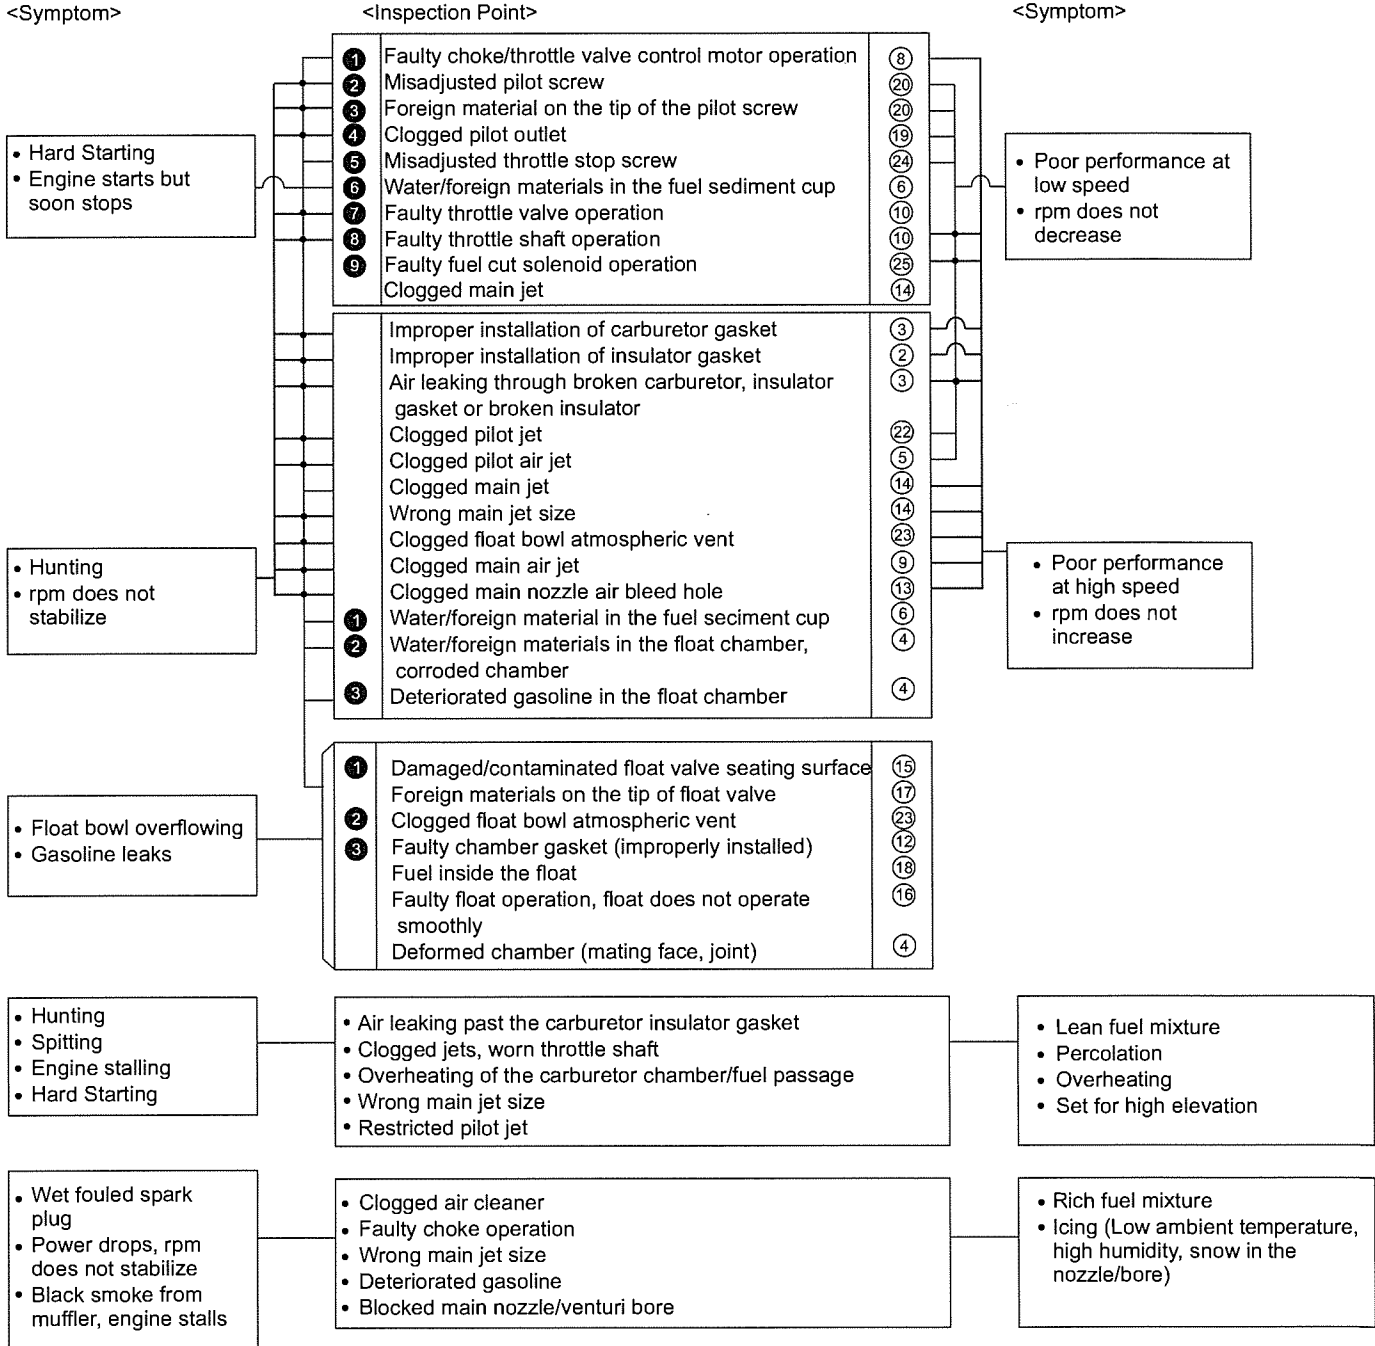 <Symptom>
<Inspection Point>
<Symptom>
• Hard Starting
• Engine starts but
soon stops
1 Faulty choke/throttle valve control motor operation 8
2 Misadjusted pilot screw 20
3 Foreign material on the tip of the pilot screw 20
4 Clogged pilot outlet 19
5 Misadjusted throttle stop screw 24
6 Water/foreign materials in the fuel sediment cup 6
7 Faulty throttle valve operation 10
8 Faulty throttle shaft operation 10
9 Faulty fuel cut solenoid operation 25
Clogged main jet 14
• Poor performance at
low speed
• rpm does not
decrease
• Hunting
• rpm does not
stabilize
Improper installation of carburetor gasket 3
Improper installation of insulator gasket 2
Air leaking through broken carburetor, insulator 3
gasket or broken insulator
Clogged pilot jet 22
Clogged pilot air jet 5
Clogged main jet 14
Wrong main jet size 14
Clogged float bowl atmospheric vent 23
Clogged main air jet 9
Clogged main nozzle air bleed hole 13
1 Water/foreign material in the fuel seciment cup 6
2 Water/foreign materials in the float chamber, 4
corroded chamber
3 Deteriorated gasoline in the float chamber 4
• Poor performance
at high speed
• rpm does not
increase
• Float bowl overflowing
• Gasoline leaks
1 Damaged/contaminated float valve seating surface 15
Foreign materials on the tip of float valve 17
2 Clogged float bowl atmospheric vent 23
3 Faulty chamber gasket (improperly installed) 12
Fuel inside the float 18
Faulty float operation, float does not operate 16
smoothly
Deformed chamber (mating face, joint) 4
• Hunting
• Spitting
• Engine stalling
• Hard Starting
• Air leaking past the carburetor insulator gasket
• Clogged jets, worn throttle shaft
• Overheating of the carburetor chamber/fuel passage
• Wrong main jet size
• Restricted pilot jet
• Lean fuel mixture
• Percolation
• Overheating
• Set for high elevation
• Wet fouled spark
plug
• Power drops, rpm
does not stabilize
• Black smoke from
muffler, engine stalls
• Clogged air cleaner
• Faulty choke operation
• Wrong main jet size
• Deteriorated gasoline
• Blocked main nozzle/venturi bore
• Rich fuel mixture
• Icing (Low ambient temperature,
high humidity, snow in the
nozzle/bore)